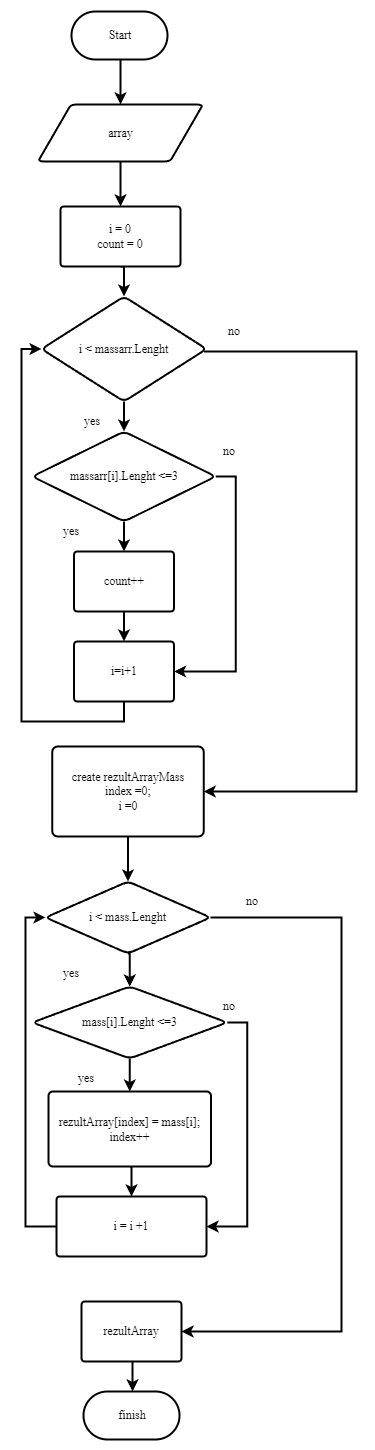 Start
array
i = 0
count = 0
i < massarr.Lenght
no
yes
massarr[i].Lenght <=3
no
yes
count++
i=i+1
create rezultArrayMass
index =0;
i =0
i < mass.Lenght
no
yes
mass[i].Lenght <=3
no
yes
rezultArray[index] = mass[i];
index++
i = i +1
rezultArray
finish